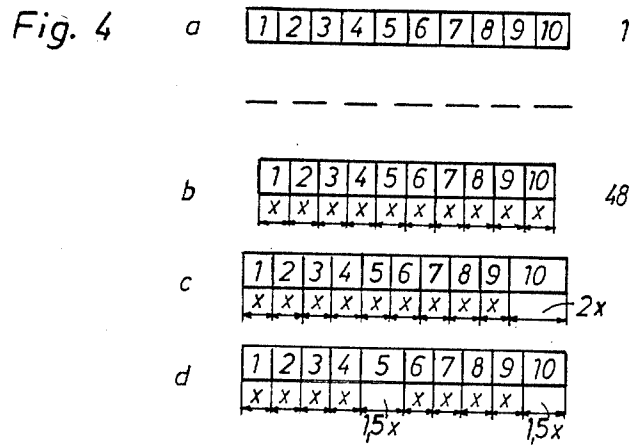 Fig. 4 a 1 2 3 4 5 6 7 8 9 10 1
b 1 2 3 4 5 6 7 8 9 10 48
x x x x x x x x x x
c 1 2 3 4 5 6 7 8 9 10
x x x x x x x x x 2x
d 1 2 3 4 5 6 7 8 9 10
x x x x x x x x
1,5x 1,5x